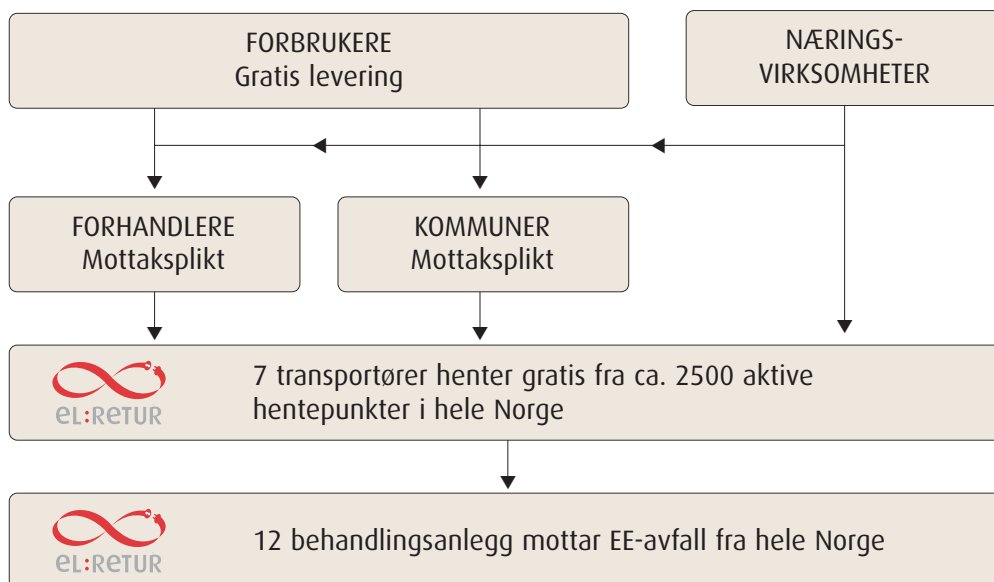 FORBRUKERE
Gratis levering
NÆRINGS-
VIRKSOMHETER
FORHANDLERE
Mottaksplikt
KOMMUNER
Mottaksplikt
eL:ReTUR
7 transportører henter gratis fra ca. 2500 aktive
hentepunkter i hele Norge
eL:ReTUR
12 behandlingsanlegg mottar EE-avfall fra hele Norge